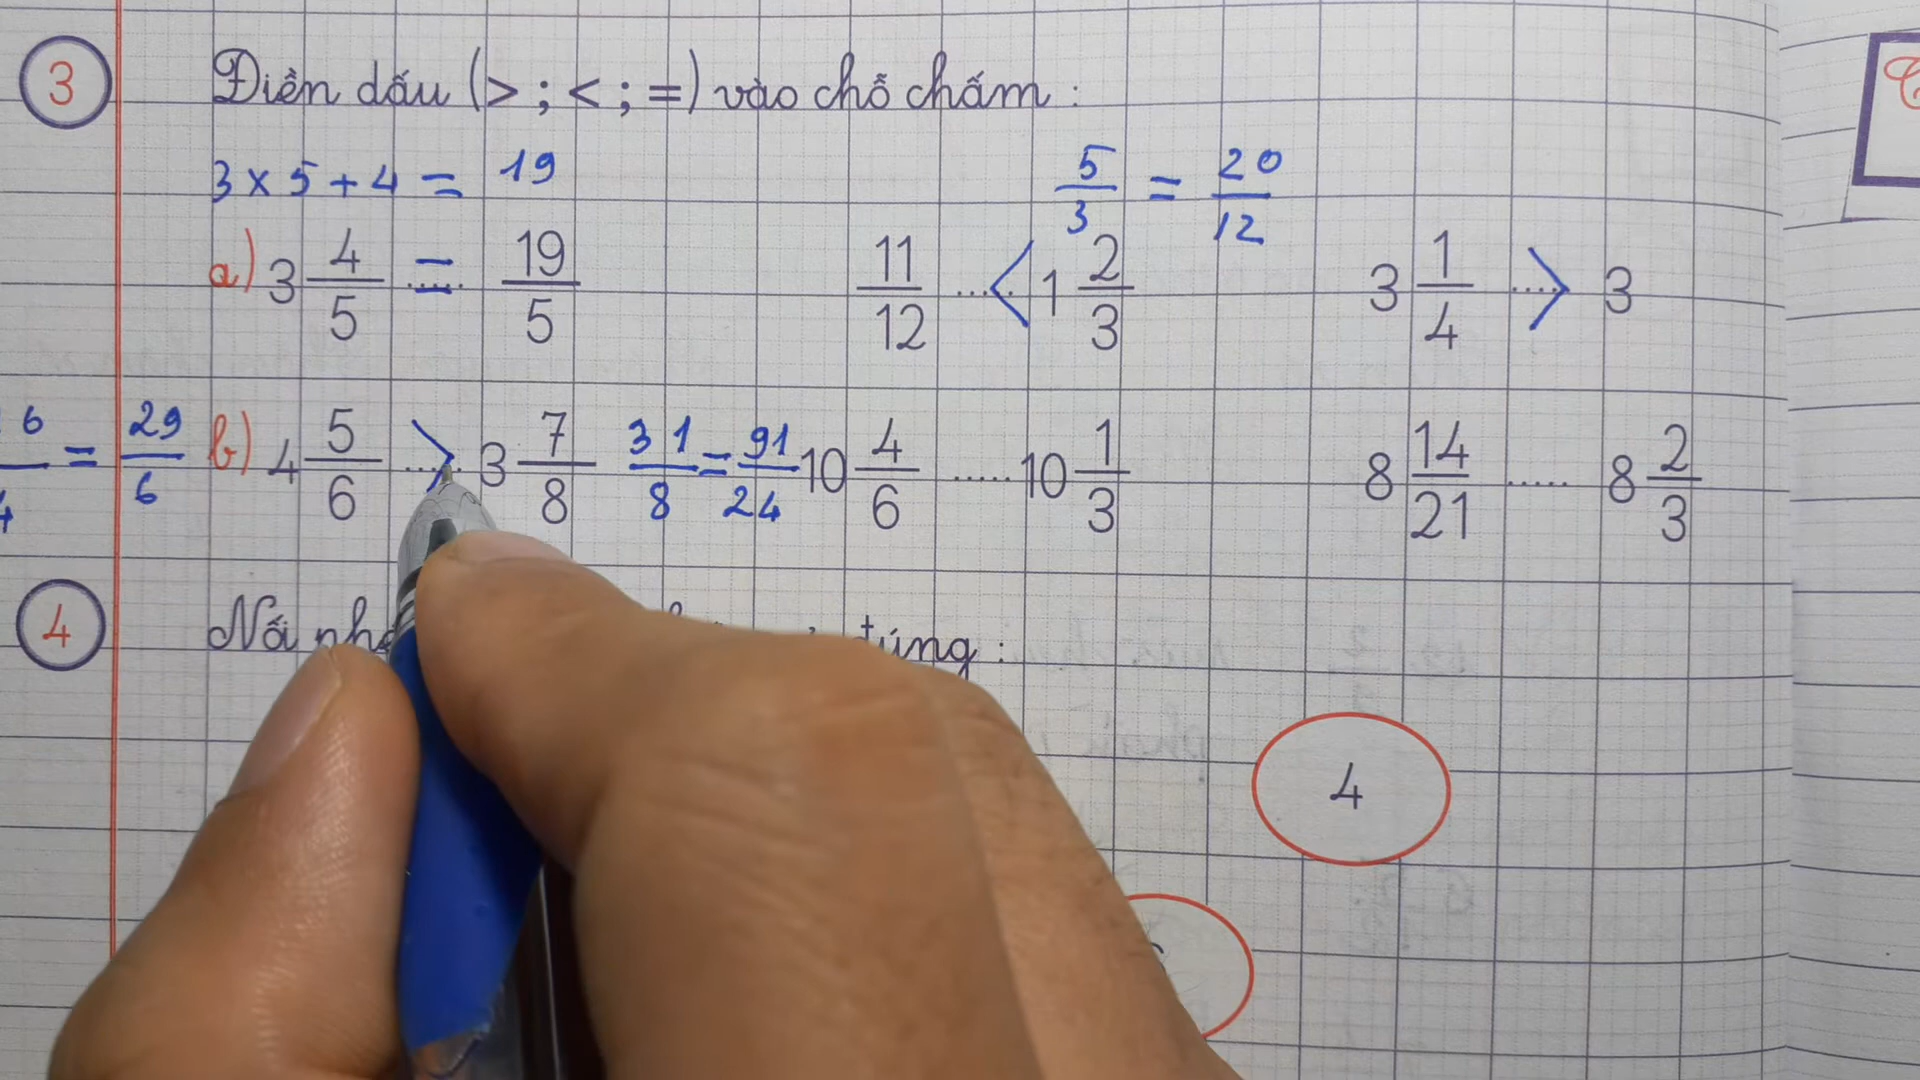 3 Điền dấu (> ; < ; =) vào chỗ chấm :
3 x 5 + 4 = 19 5/3 = 20/12
a) 3 4/5 ..=.. 19/5 11/12 ..<.. 1 2/3 3 1/4 ..>.. 3
6 = 29/6 b) 4 5/6 ..>.. 3 7/8 31/8 = 91/24 10 4/6 ..... 10 1/3 8 14/21 ..... 8 2/3
4 Nối đúng :
4